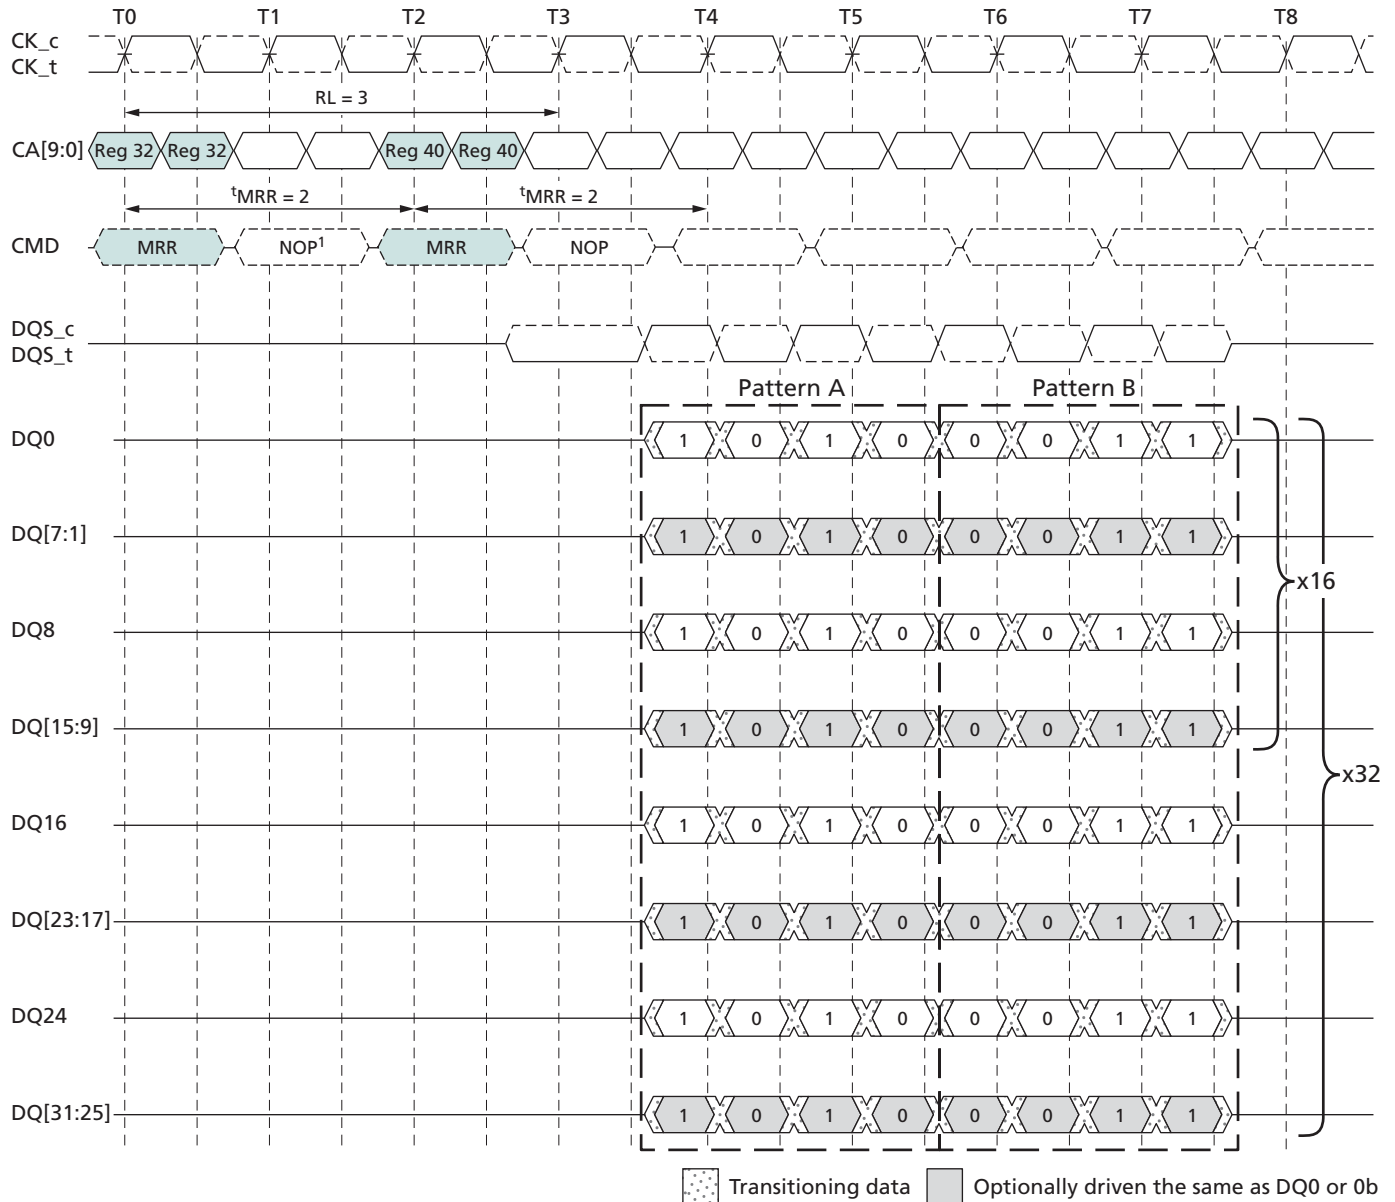 T0 T1 T2 T3 T4 T5 T6 T7 T8
CK_c
CK_t
RL = 3
CA[9:0] Reg 32 Reg 32 Reg 40 Reg 40
tMRR = 2 tMRR = 2
CMD MRR NOP1 MRR NOP
DQS_c
DQS_t
Pattern A Pattern B
DQ0 1 0 1 0 0 0 1 1
DQ[7:1] 1 0 1 0 0 0 1 1
x16
DQ8 1 0 1 0 0 0 1 1
DQ[15:9] 1 0 1 0 0 0 1 1
x32
DQ16 1 0 1 0 0 0 1 1
DQ[23:17] 1 0 1 0 0 0 1 1
DQ24 1 0 1 0 0 0 1 1
DQ[31:25] 1 0 1 0 0 0 1 1
Transitioning data Optionally driven the same as DQ0 or 0b